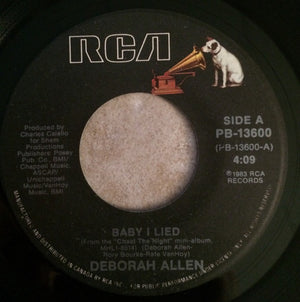 RCA
SIDE A
PB-13600
(PB-13600-A)
4:09
℗1983 RCA
RECORDS
Produced by
Charles Calello
for Shem
Productions
Publishers: Posey
Pub. Co., BMI/
Chappell Music,
ASCAP/
Unichappell
Music/VanHoy
Music, BMI
BABY I LIED
(From the "Cheat The Night" mini-album,
MHL1-8514) (Deborah Allen-
Rory Bourke-Rafe VanHoy)
DEBORAH ALLEN